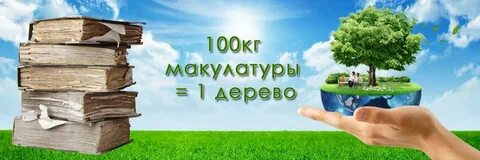 100кг
макулатуры
= 1 дерево